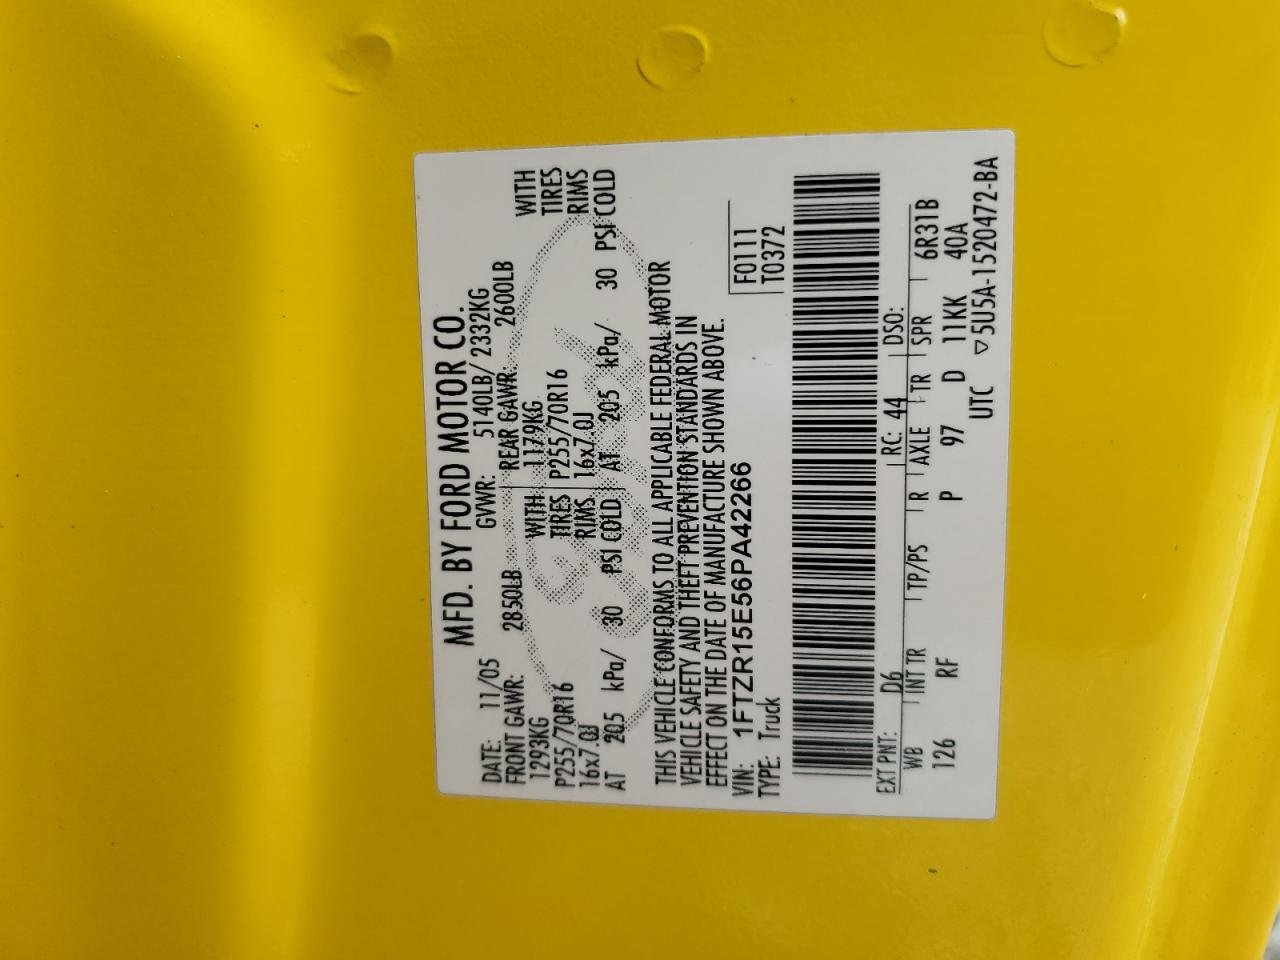 MFD. BY FORD MOTOR CO.
DATE: 11/05 GVWR: 5140LB/ 2332KG
FRONT GAWR: 2850LB REAR GAWR: 2600LB
1293KG WITH 1179KG WITH
P255/70R16 TIRES P255/70R16 TIRES
16x7.0J RIMS 16x7.0J RIMS
AT 205 kPa/ 30 PSI COLD AT 205 kPa/ 30 PSI COLD
THIS VEHICLE CONFORMS TO ALL APPLICABLE FEDERAL MOTOR
VEHICLE SAFETY AND THEFT PREVENTION STANDARDS IN
EFFECT ON THE DATE OF MANUFACTURE SHOWN ABOVE.
VIN: 1FTZR15E56PA42266 F0111
TYPE: Truck T0372
EXT PNT: D6 RC: 44 DSO:
WB INT TR TP/PS R AXLE TR SPR 6R31B
126 RF P 97 D 11KK 40A
UTC ▽5U5A-1520472-BA